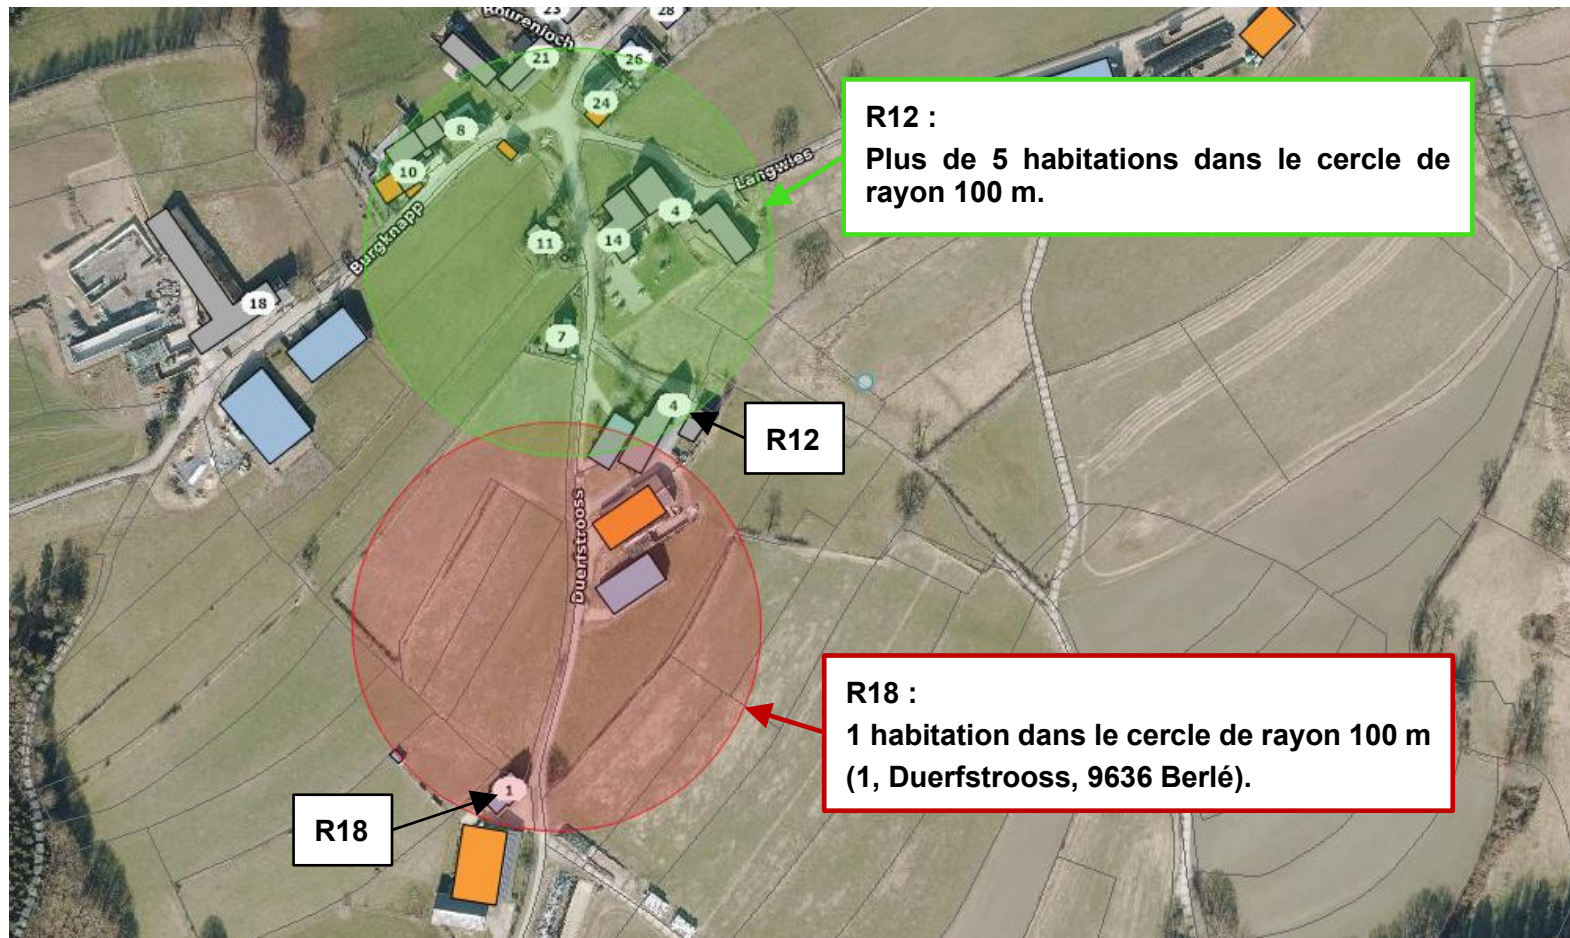 23
28
Rourenloch
21
26
24
8
10
Langwies
4
14
11
Burgknapp
18
7
4
R12 :
Plus de 5 habitations dans le cercle de
rayon 100 m.
R12
Duerfstrooss
R18 :
1 habitation dans le cercle de rayon 100 m
(1, Duerfstrooss, 9636 Berlé).
1
R18